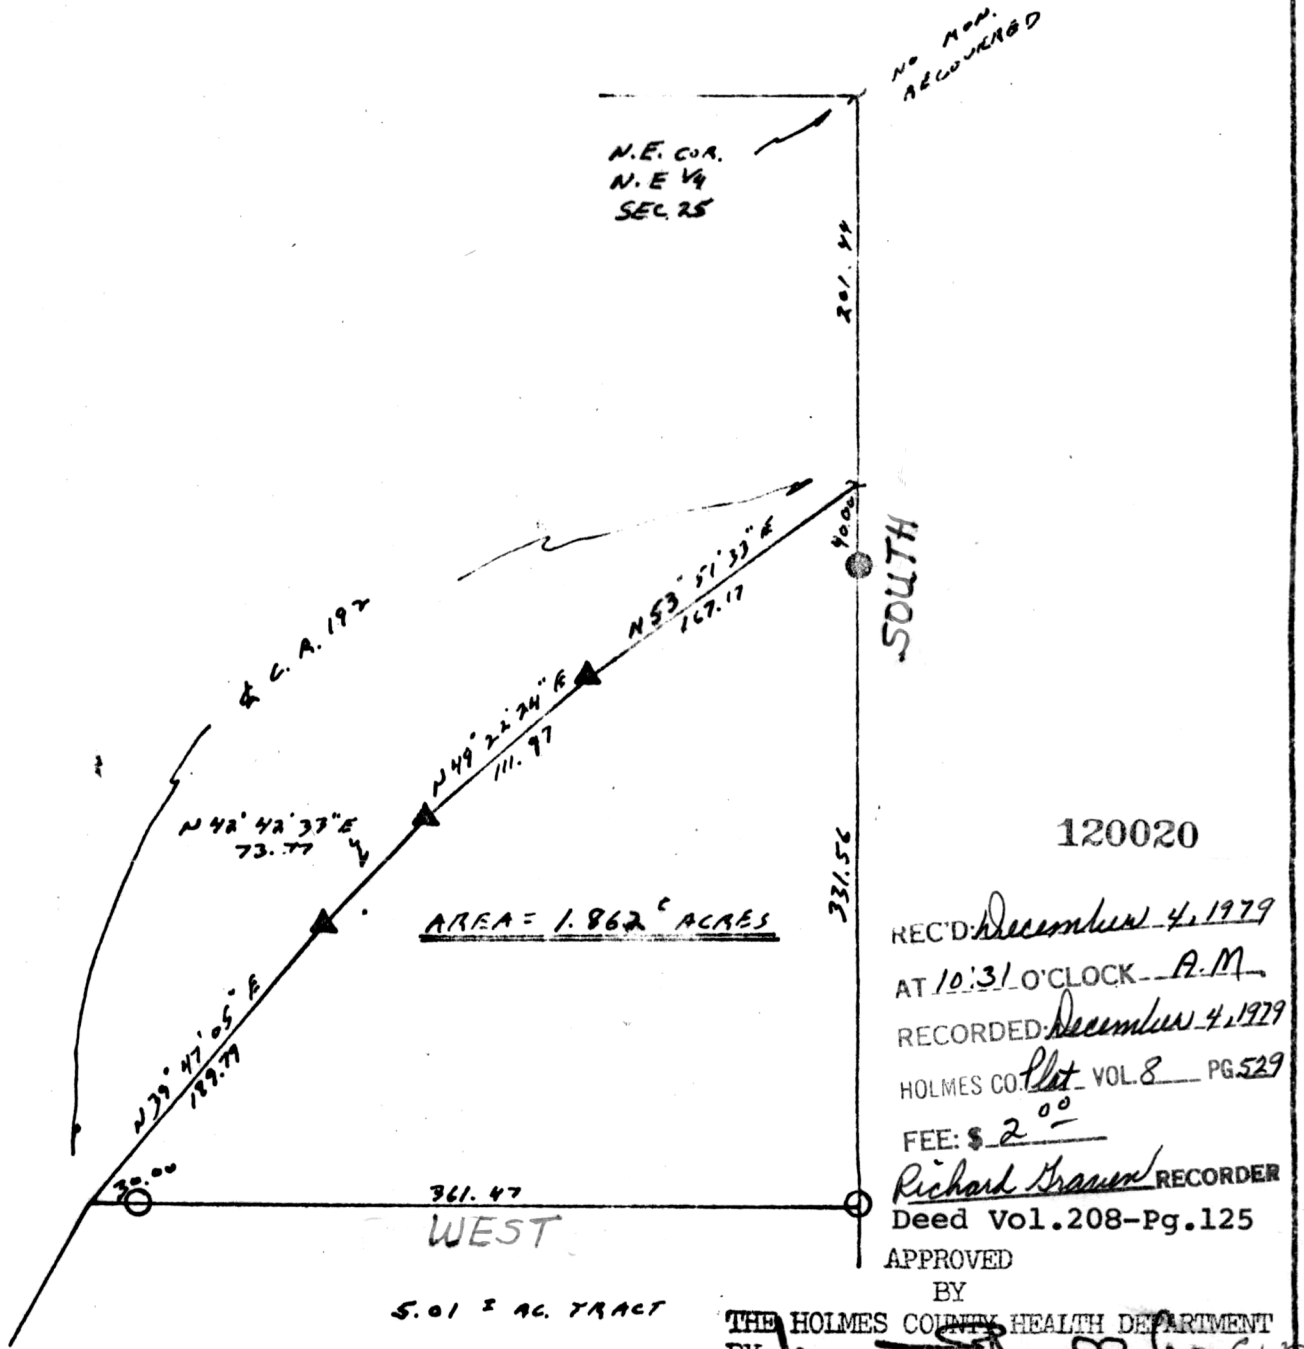 NO MON.
RECOVERED
N.E. COR.
N.E 1/4
SEC. 25
201.44
40.00
SOUTH
N 53° 51' 33" E
167.17
℄ C.R. 192
N 49° 22' 24" E
111.97
N 42° 42' 33" E
73.77
331.56
AREA = 1.862 ± ACRES
N 39° 47' 05" E
189.79
30.00
361.47
WEST
5.01 ± AC. TRACT
120020
REC'D. December 4, 1979
AT 10:31 O'CLOCK A.M.
RECORDED December 4, 1979
HOLMES CO. Plat VOL. 8 PG. 529
FEE: $ 2 00
Richard Graven RECORDER
Deed Vol.208-Pg.125
APPROVED
BY
THE HOLMES COUNTY HEALTH DEPARTMENT
BY